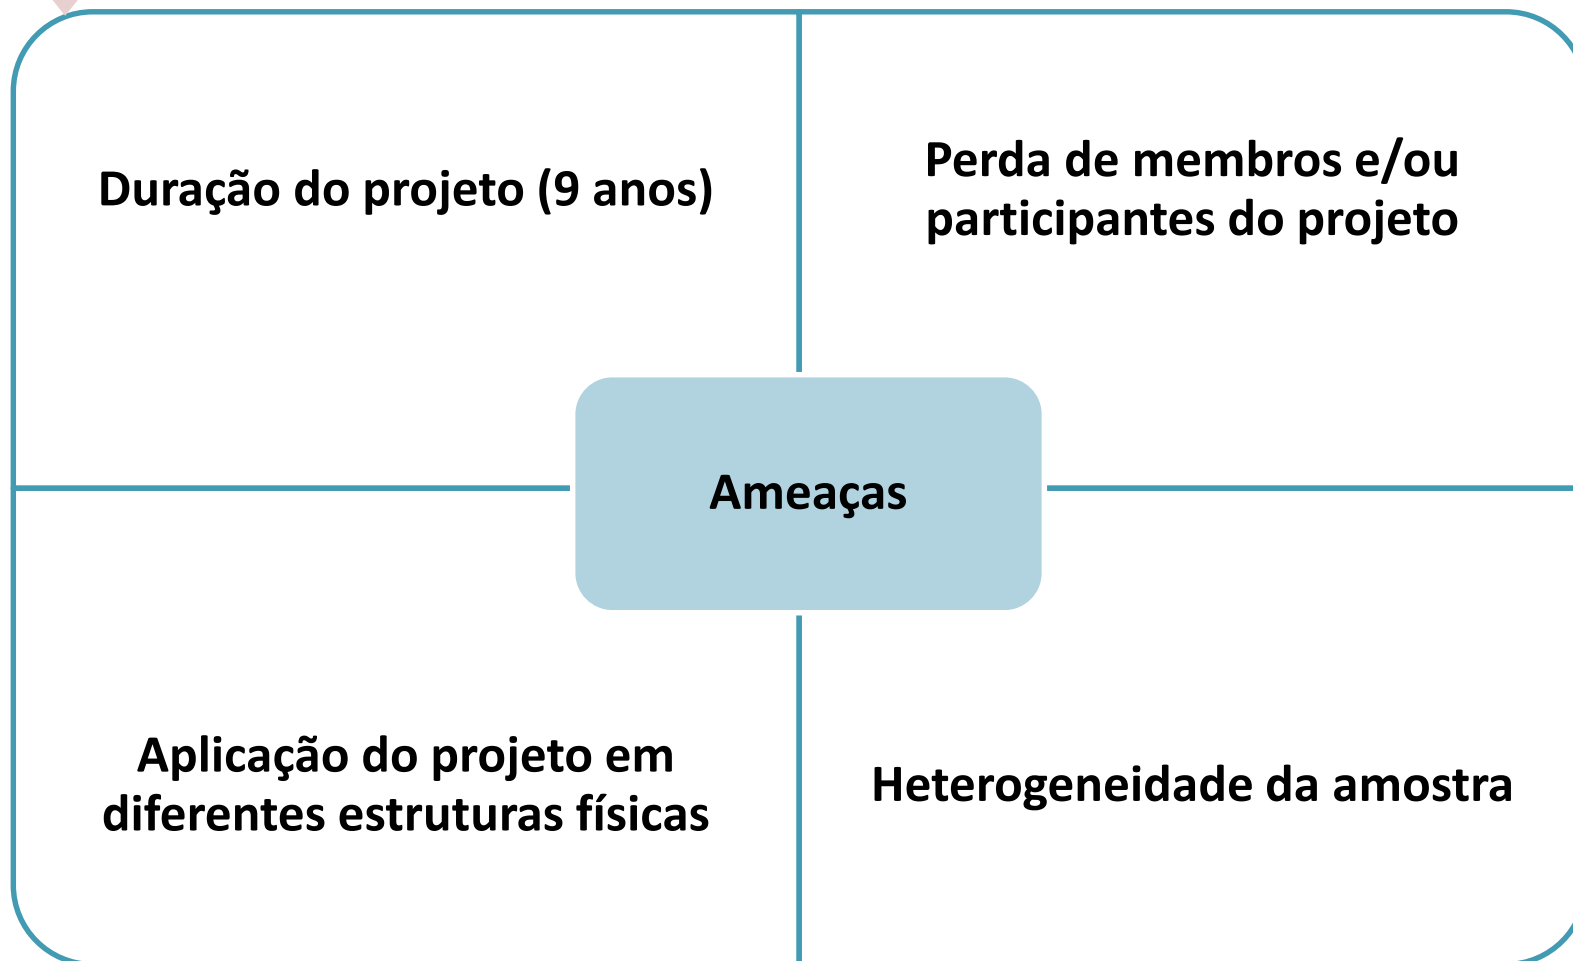 Duração do projeto (9 anos)
Perda de membros e/ou
participantes do projeto
Ameaças
Aplicação do projeto em
diferentes estruturas físicas
Heterogeneidade da amostra